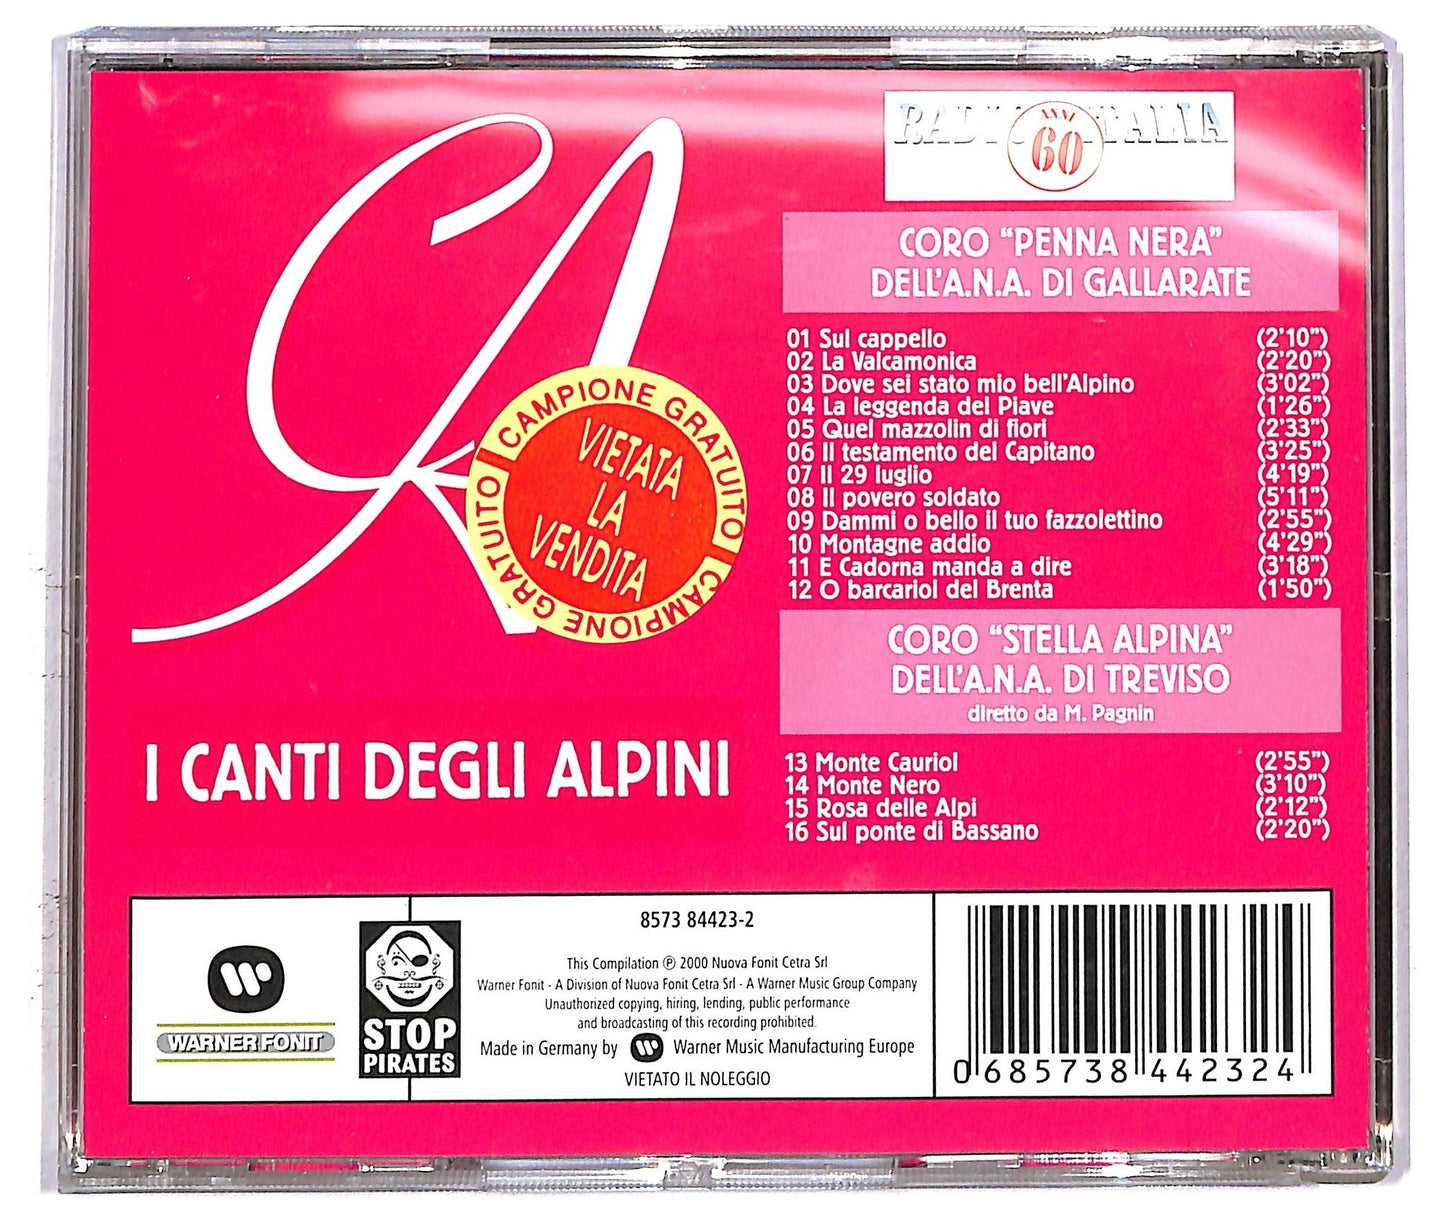 RADIO ITALIA
ANNI
60
CORO "PENNA NERA"
DELL'A.N.A. DI GALLARATE
01 Sul cappello (2'10")
02 La Valcamonica (2'20")
03 Dove sei stato mio bell'Alpino (3'02")
04 La leggenda del Piave (1'26")
05 Quel mazzolin di fiori (2'33")
06 Il testamento del Capitano (3'25")
07 Il 29 luglio (4'19")
08 Il povero soldato (5'11")
09 Dammi o bello il tuo fazzolettino (2'55")
10 Montagne addio (4'29")
11 E Cadorna manda a dire (3'18")
12 O barcariol del Brenta (1'50")
CORO "STELLA ALPINA"
DELL'A.N.A. DI TREVISO
diretto da M. Pagnin
13 Monte Cauriol (2'55")
14 Monte Nero (3'10")
15 Rosa delle Alpi (2'12")
16 Sul ponte di Bassano (2'20")
CAMPIONE GRATUITO
CAMPIONE GRATUITO
VIETATA
LA
VENDITA
I CANTI DEGLI ALPINI
WARNER FONIT
STOP
PIRATES
8573 84423-2
This Compilation ℗ 2000 Nuova Fonit Cetra Srl
Warner Fonit - A Division of Nuova Fonit Cetra Srl - A Warner Music Group Company
Unauthorized copying, hiring, lending, public performance
and broadcasting of this recording prohibited.
Made in Germany by Warner Music Manufacturing Europe
VIETATO IL NOLEGGIO
0 685738 442324